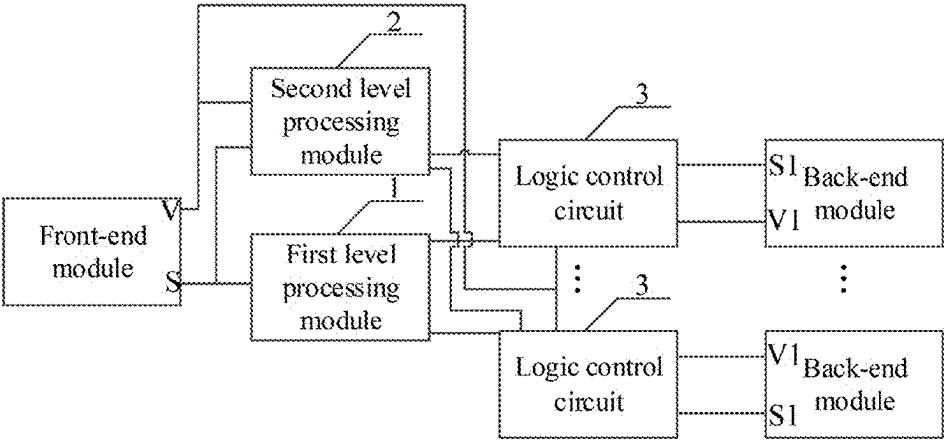 2
Second level
processing
module
3
Logic control
circuit
S1
V1
Back-end
module
V
S
Front-end
module
1
First level
processing
module
3
Logic control
circuit
V1
S1
Back-end
module